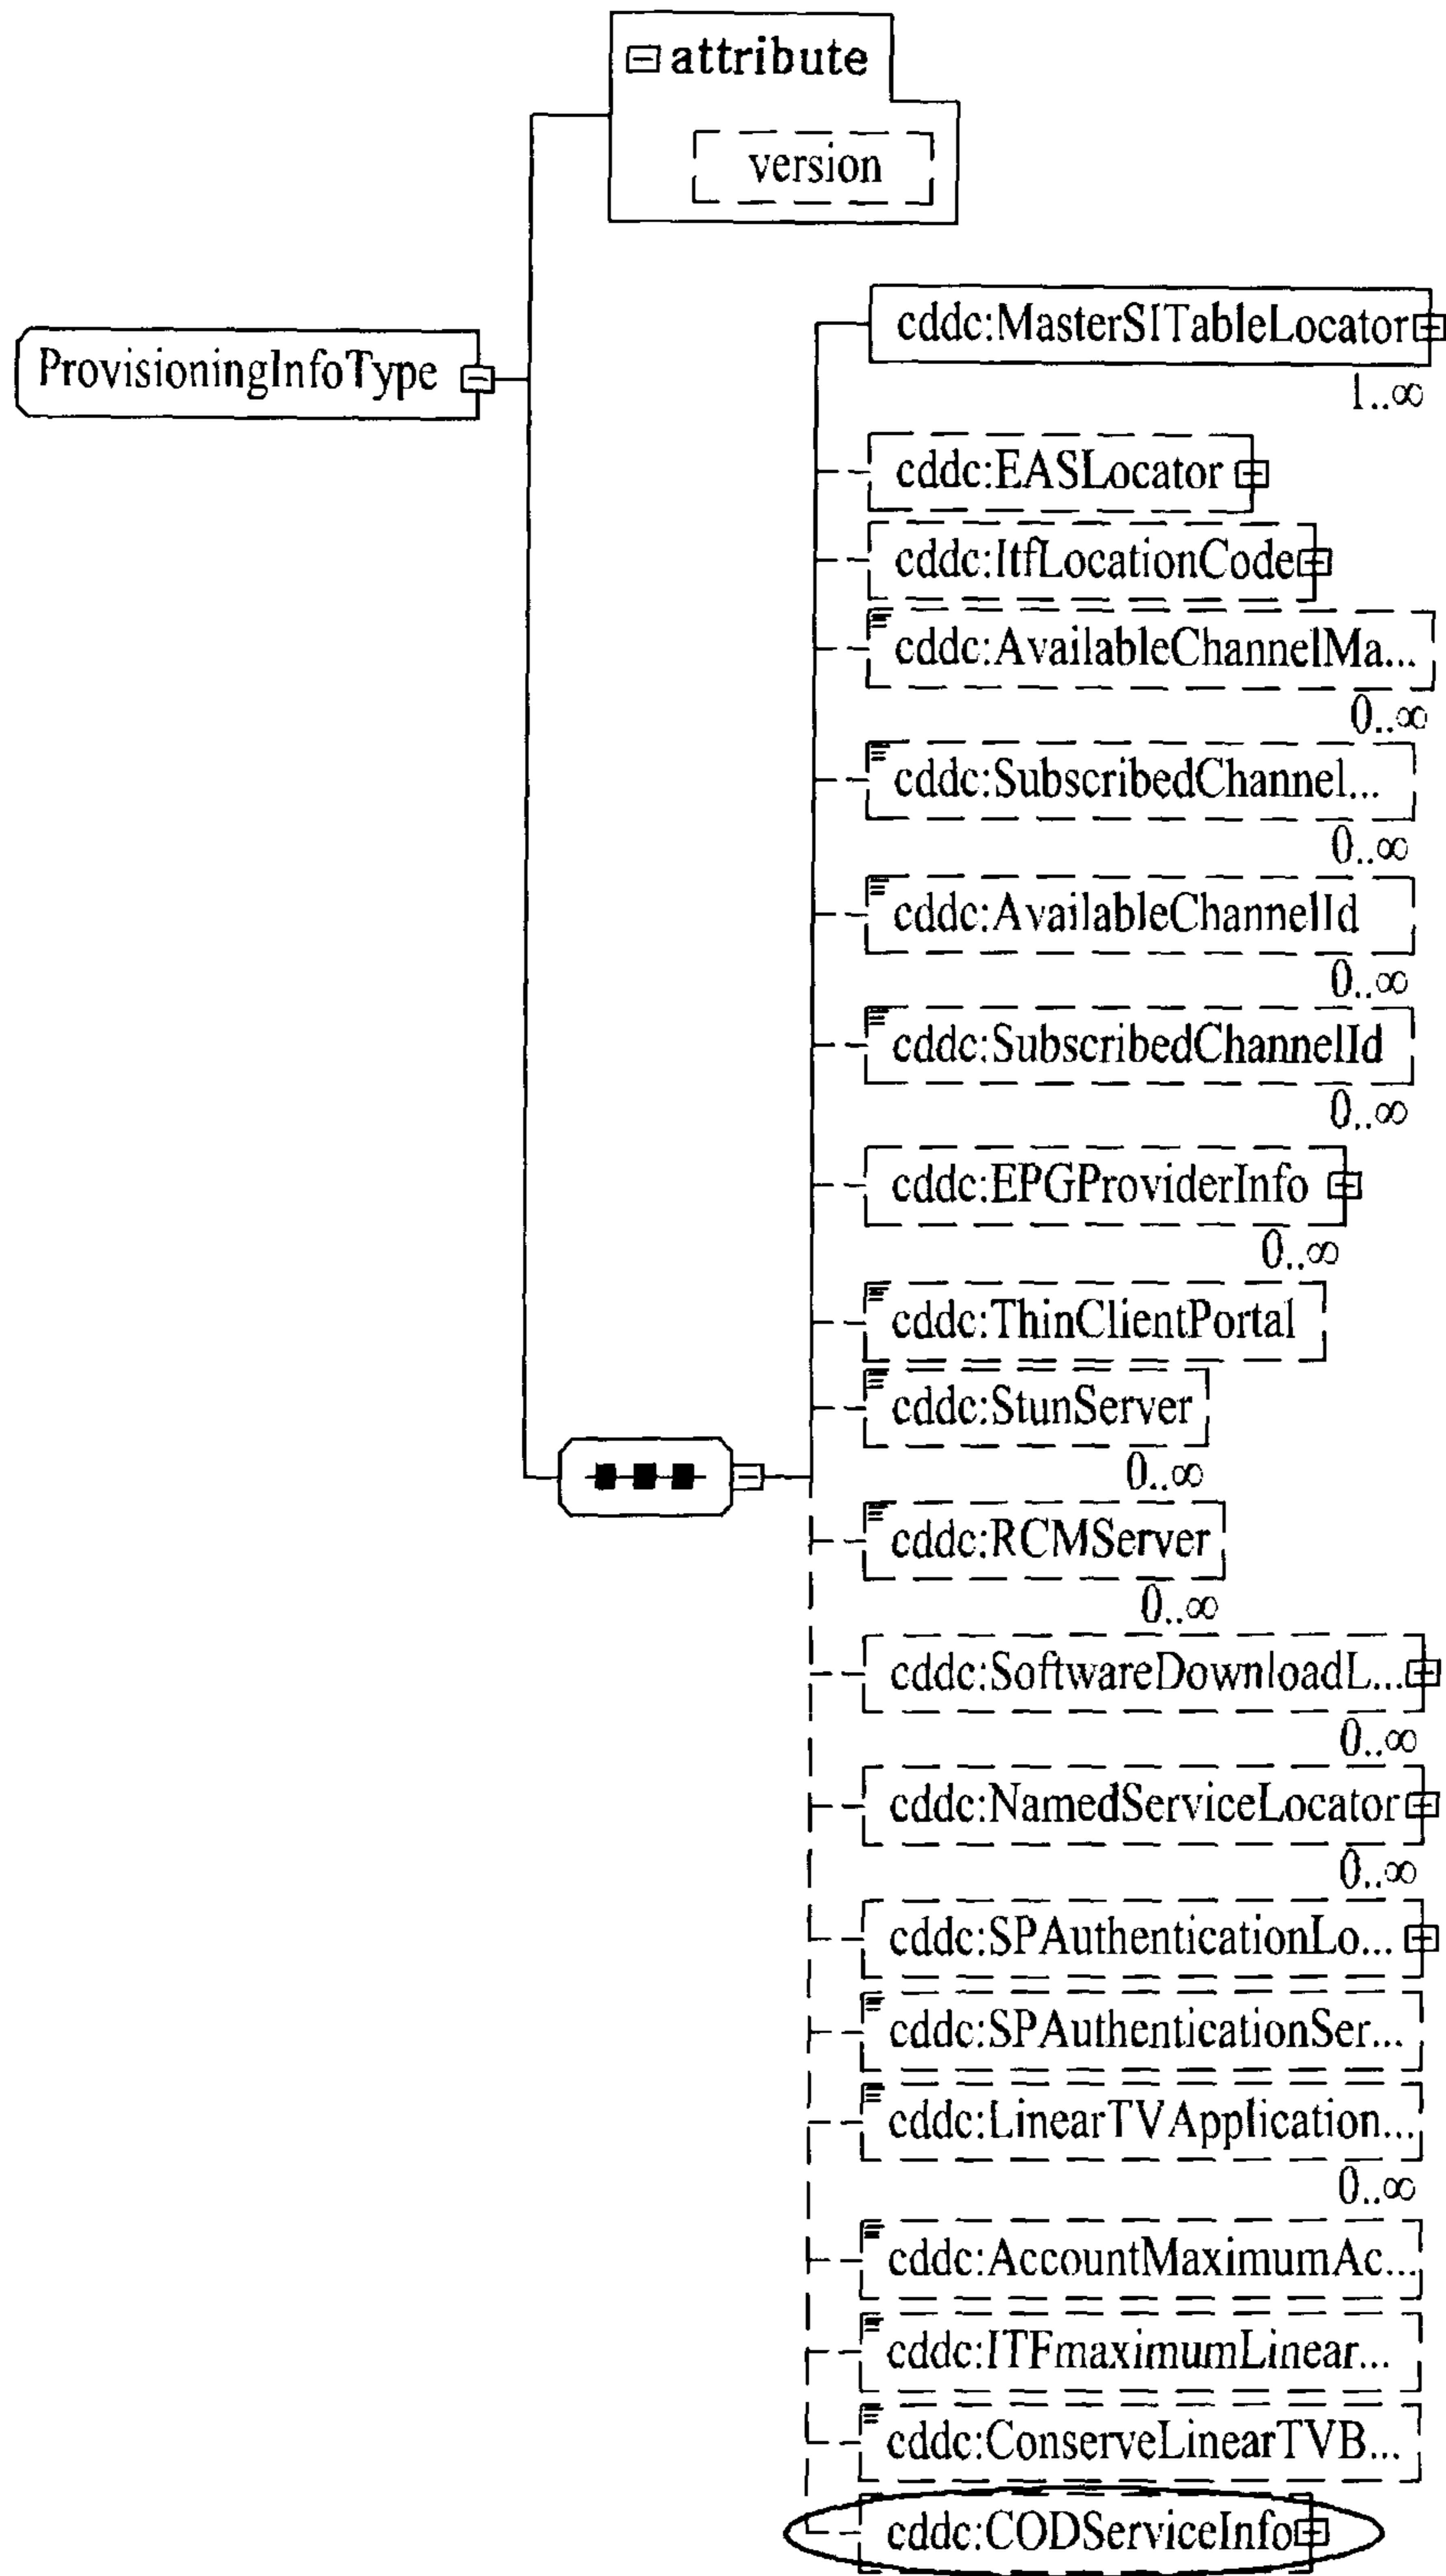 attribute
version
ProvisioningInfoType
cddc:MasterSITableLocator
1..∞
cddc:EASLocator
cddc:ItfLocationCode
cddc:AvailableChannelMa...
0..∞
cddc:SubscribedChannel...
0..∞
cddc:AvailableChannelId
0..∞
cddc:SubscribedChannelId
0..∞
cddc:EPGProviderInfo
0..∞
cddc:ThinClientPortal
cddc:StunServer
0..∞
cddc:RCMServer
0..∞
cddc:SoftwareDownloadL...
0..∞
cddc:NamedServiceLocator
0..∞
cddc:SPAuthenticationLo...
cddc:SPAuthenticationSer...
cddc:LinearTVApplication...
0..∞
cddc:AccountMaximumAc...
cddc:ITFmaximumLinear...
cddc:ConserveLinearTVB...
cddc:CODServiceInfo